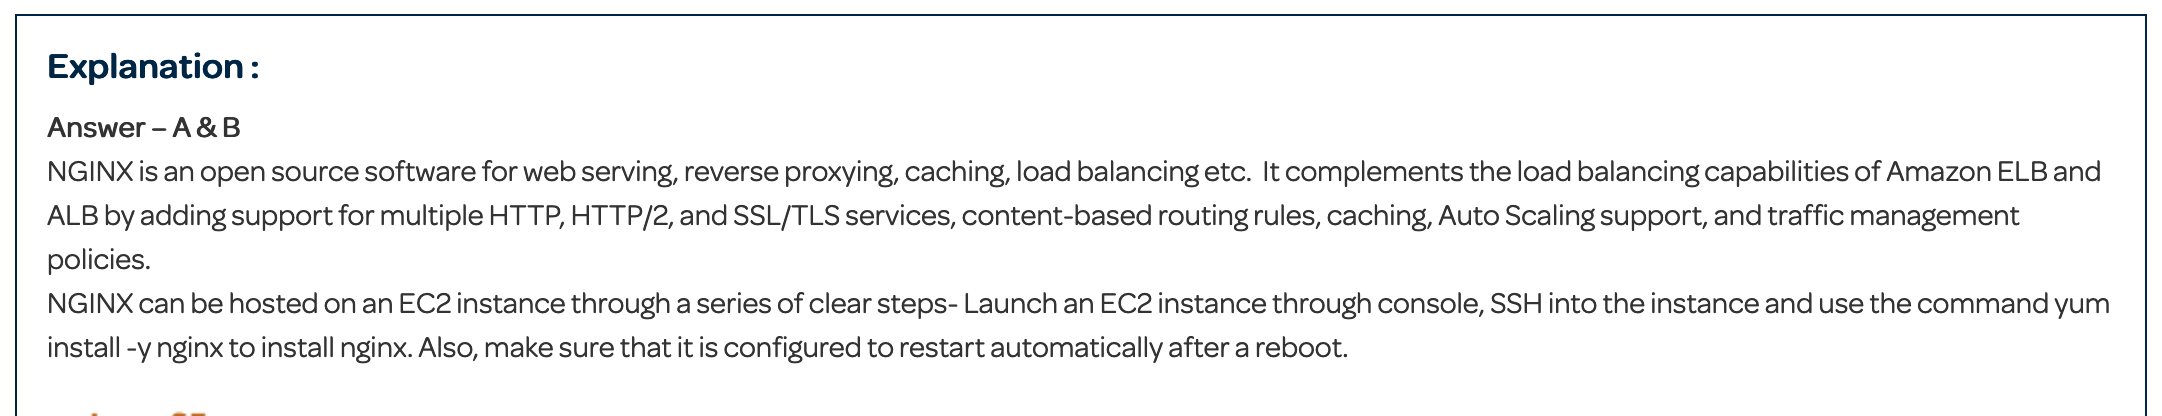 Explanation :
Answer – A & B
NGINX is an open source software for web serving, reverse proxying, caching, load balancing etc.  It complements the load balancing capabilities of Amazon ELB and
ALB by adding support for multiple HTTP, HTTP/2, and SSL/TLS services, content-based routing rules, caching, Auto Scaling support, and traffic management
policies.
NGINX can be hosted on an EC2 instance through a series of clear steps- Launch an EC2 instance through console, SSH into the instance and use the command yum
install -y nginx to install nginx. Also, make sure that it is configured to restart automatically after a reboot.